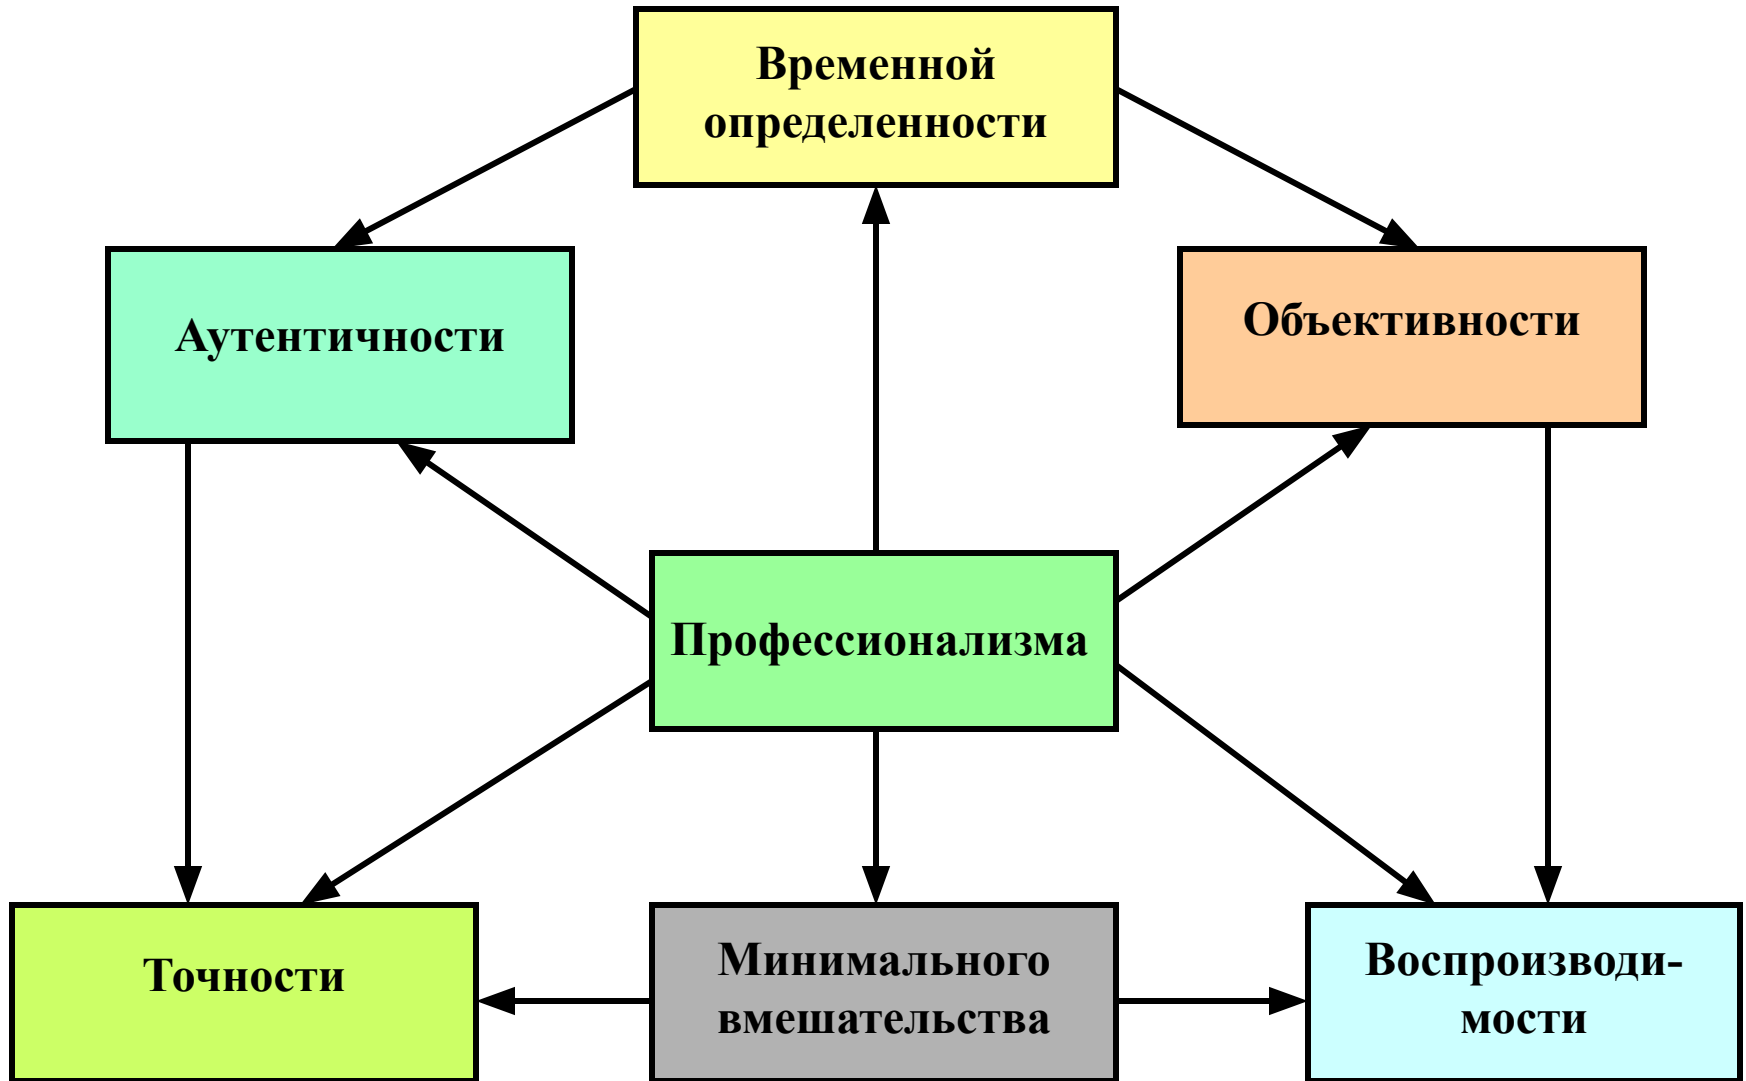 Временной
определенности
Аутентичности
Объективности
Профессионализма
Точности
Минимального
вмешательства
Воспроизводи-
мости